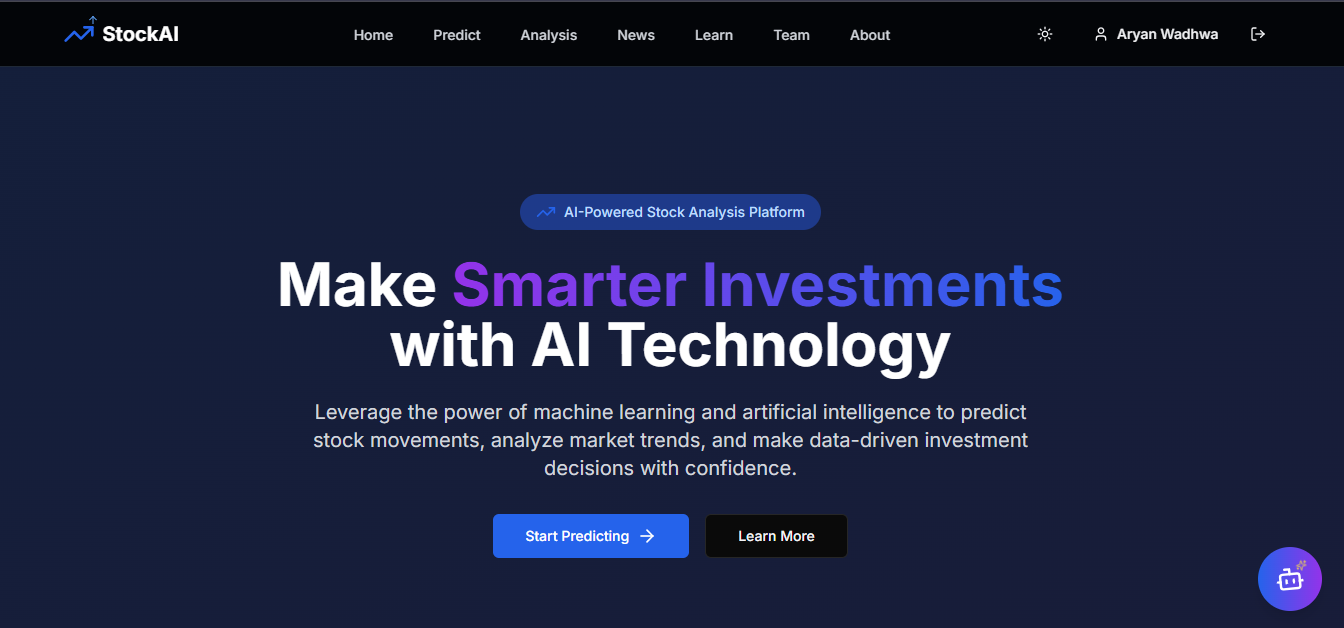 StockAI
Home Predict Analysis News Learn Team About
Aryan Wadhwa
AI-Powered Stock Analysis Platform
Make Smarter Investments
with AI Technology
Leverage the power of machine learning and artificial intelligence to predict
stock movements, analyze market trends, and make data-driven investment
decisions with confidence.
Start Predicting
Learn More